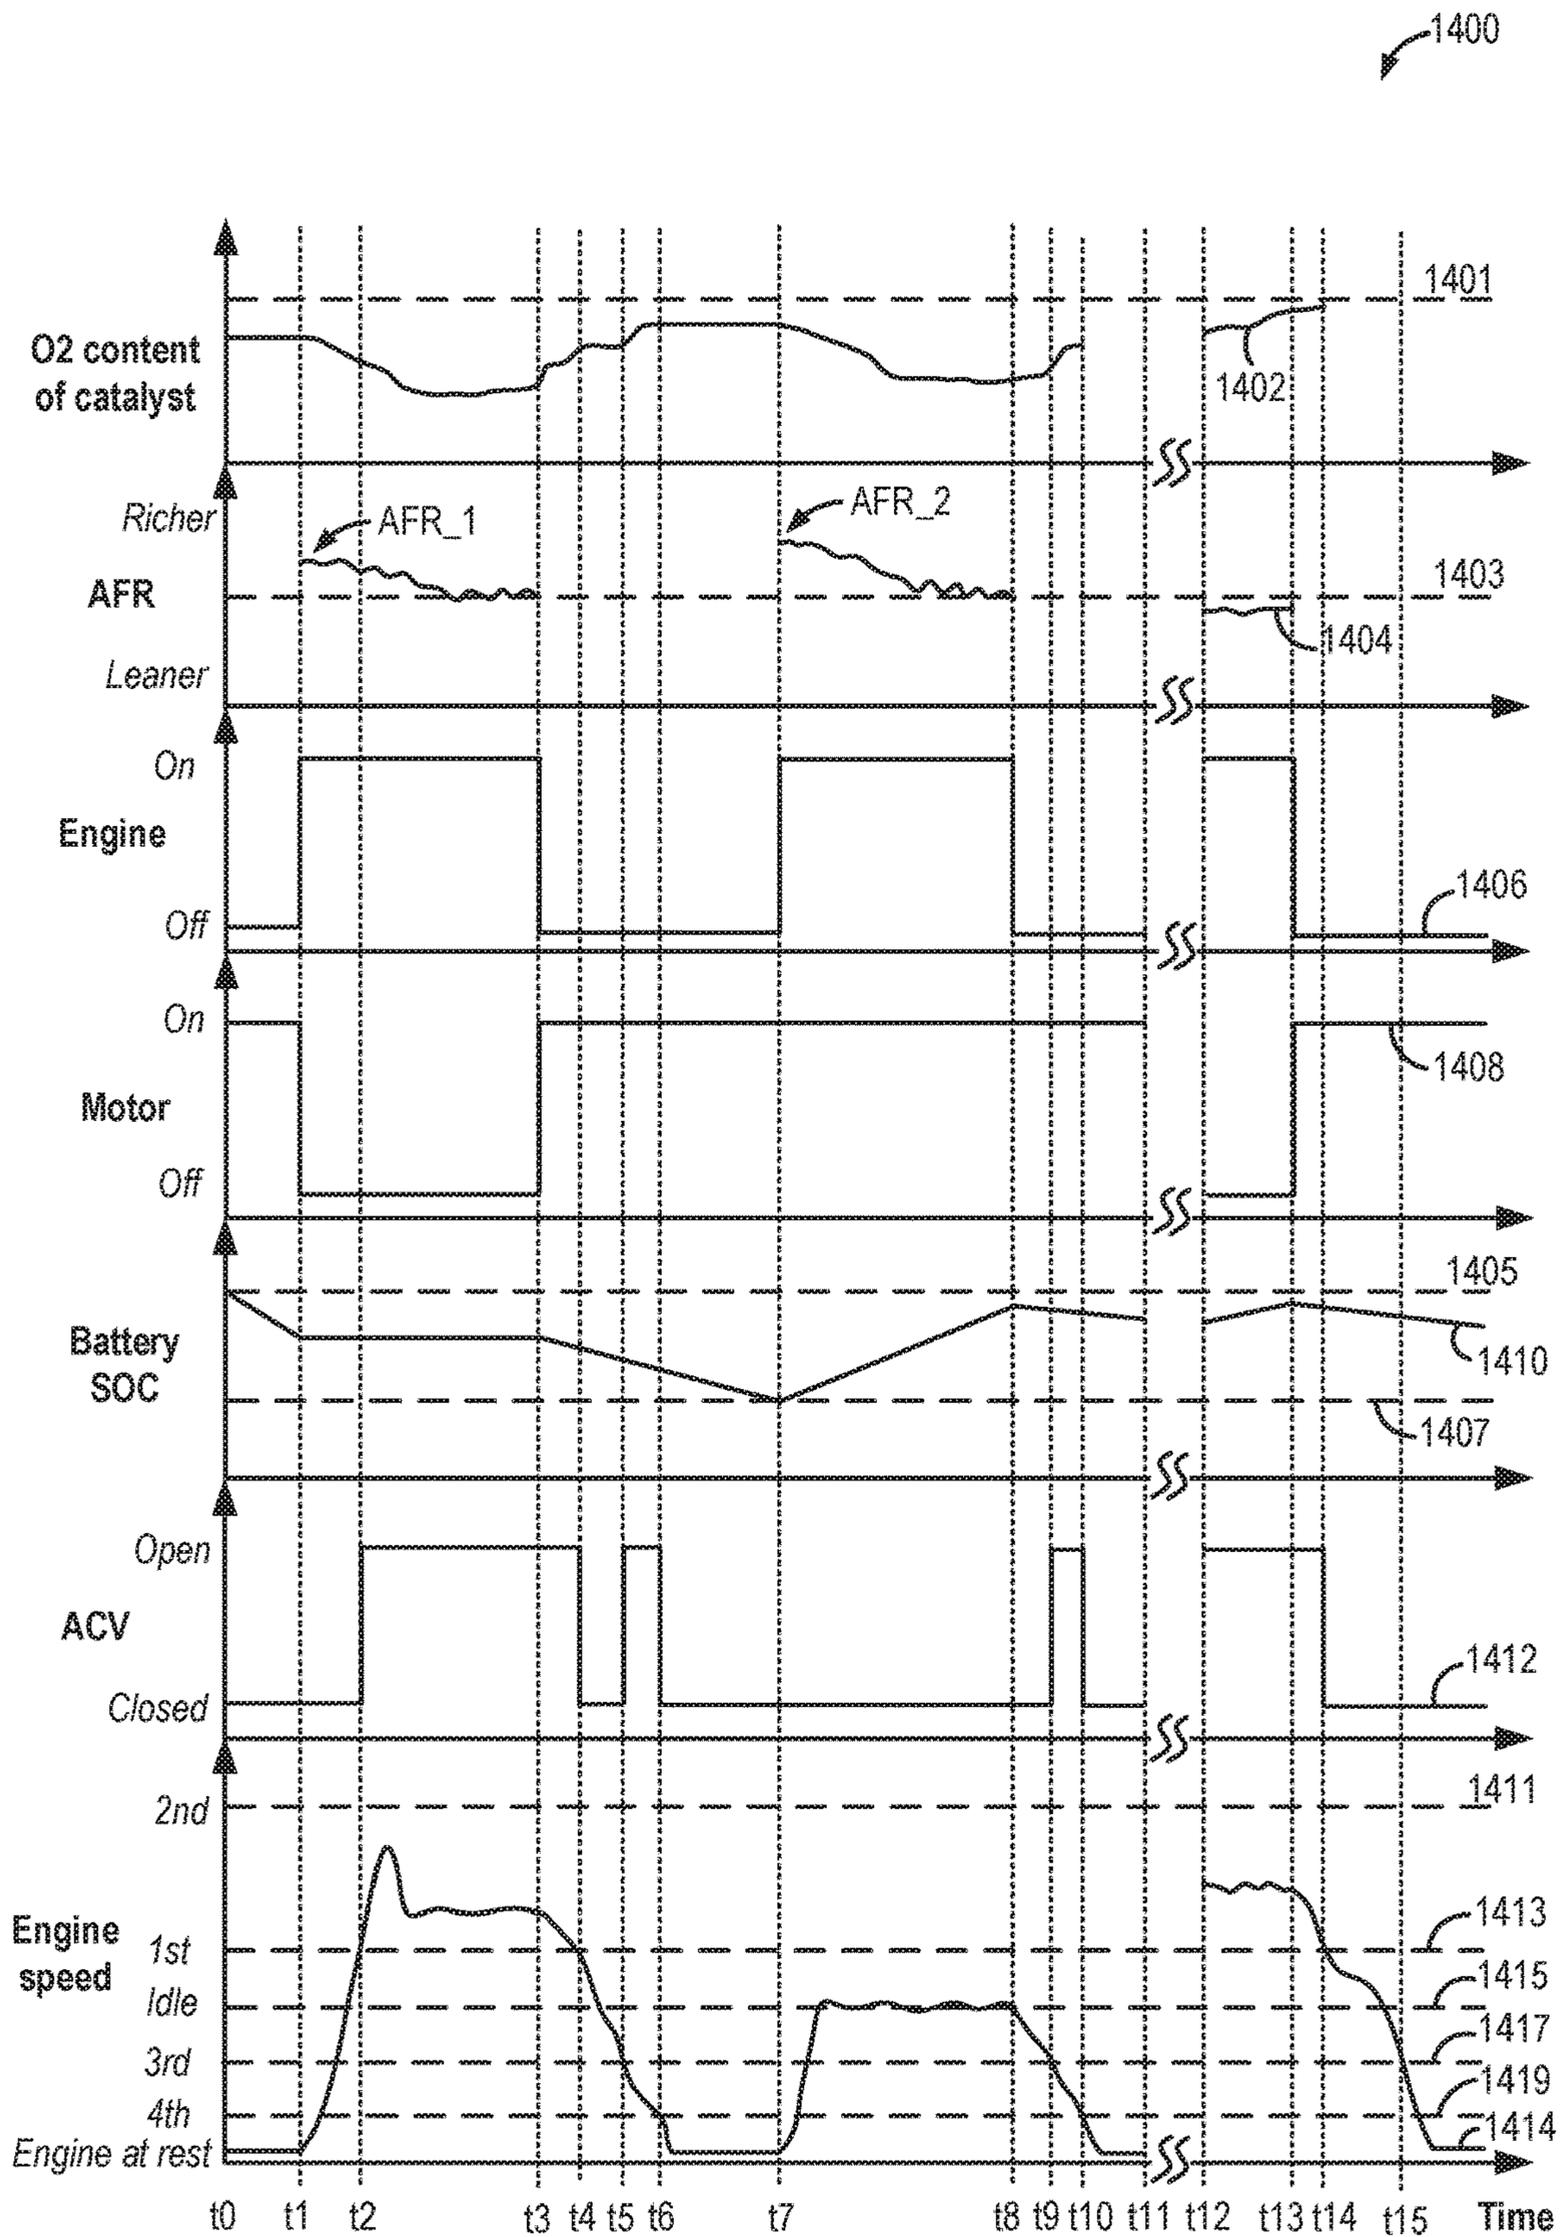 1400
1401
O2 content
of catalyst
1402
Richer
AFR_1
AFR_2
AFR
1403
1404
Leaner
On
Engine
Off
1406
On
Motor
1408
Off
1405
Battery
SOC
1410
1407
Open
ACV
1412
Closed
2nd
1411
Engine
speed
1st
1413
Idle
1415
3rd
1417
4th
1419
Engine at rest
1414
t0 t1 t2 t3 t4 t5 t6 t7 t8 t9 t10 t11 t12 t13 t14 t15 Time